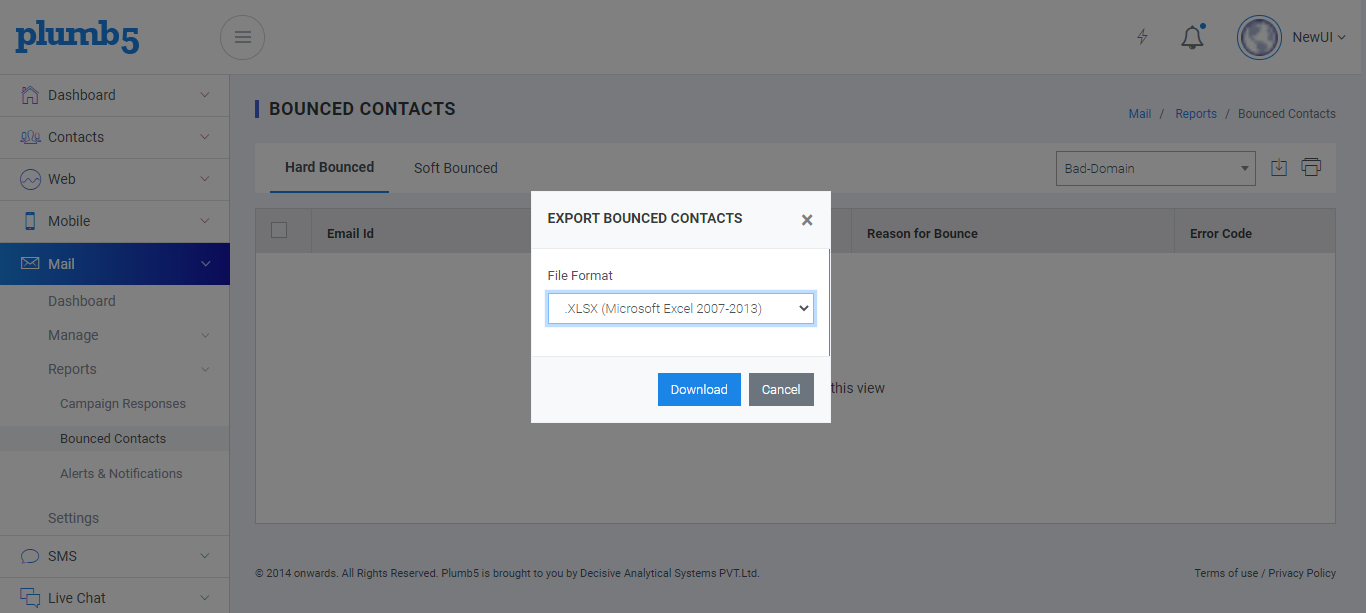 plumb5
NewUI
Dashboard
Contacts
Web
Mobile
Mail
Dashboard
Manage
Reports
Campaign Responses
Bounced Contacts
Alerts & Notifications
Settings
SMS
Live Chat
BOUNCED CONTACTS
Mail / Reports / Bounced Contacts
Hard Bounced Soft Bounced
Bad-Domain
Email Id Reason for Bounce Error Code
EXPORT BOUNCED CONTACTS ×
File Format
.XLSX (Microsoft Excel 2007-2013)
Download Cancel
this view
© 2014 onwards. All Rights Reserved. Plumb5 is brought to you by Decisive Analytical Systems PVT.Ltd.
Terms of use / Privacy Policy